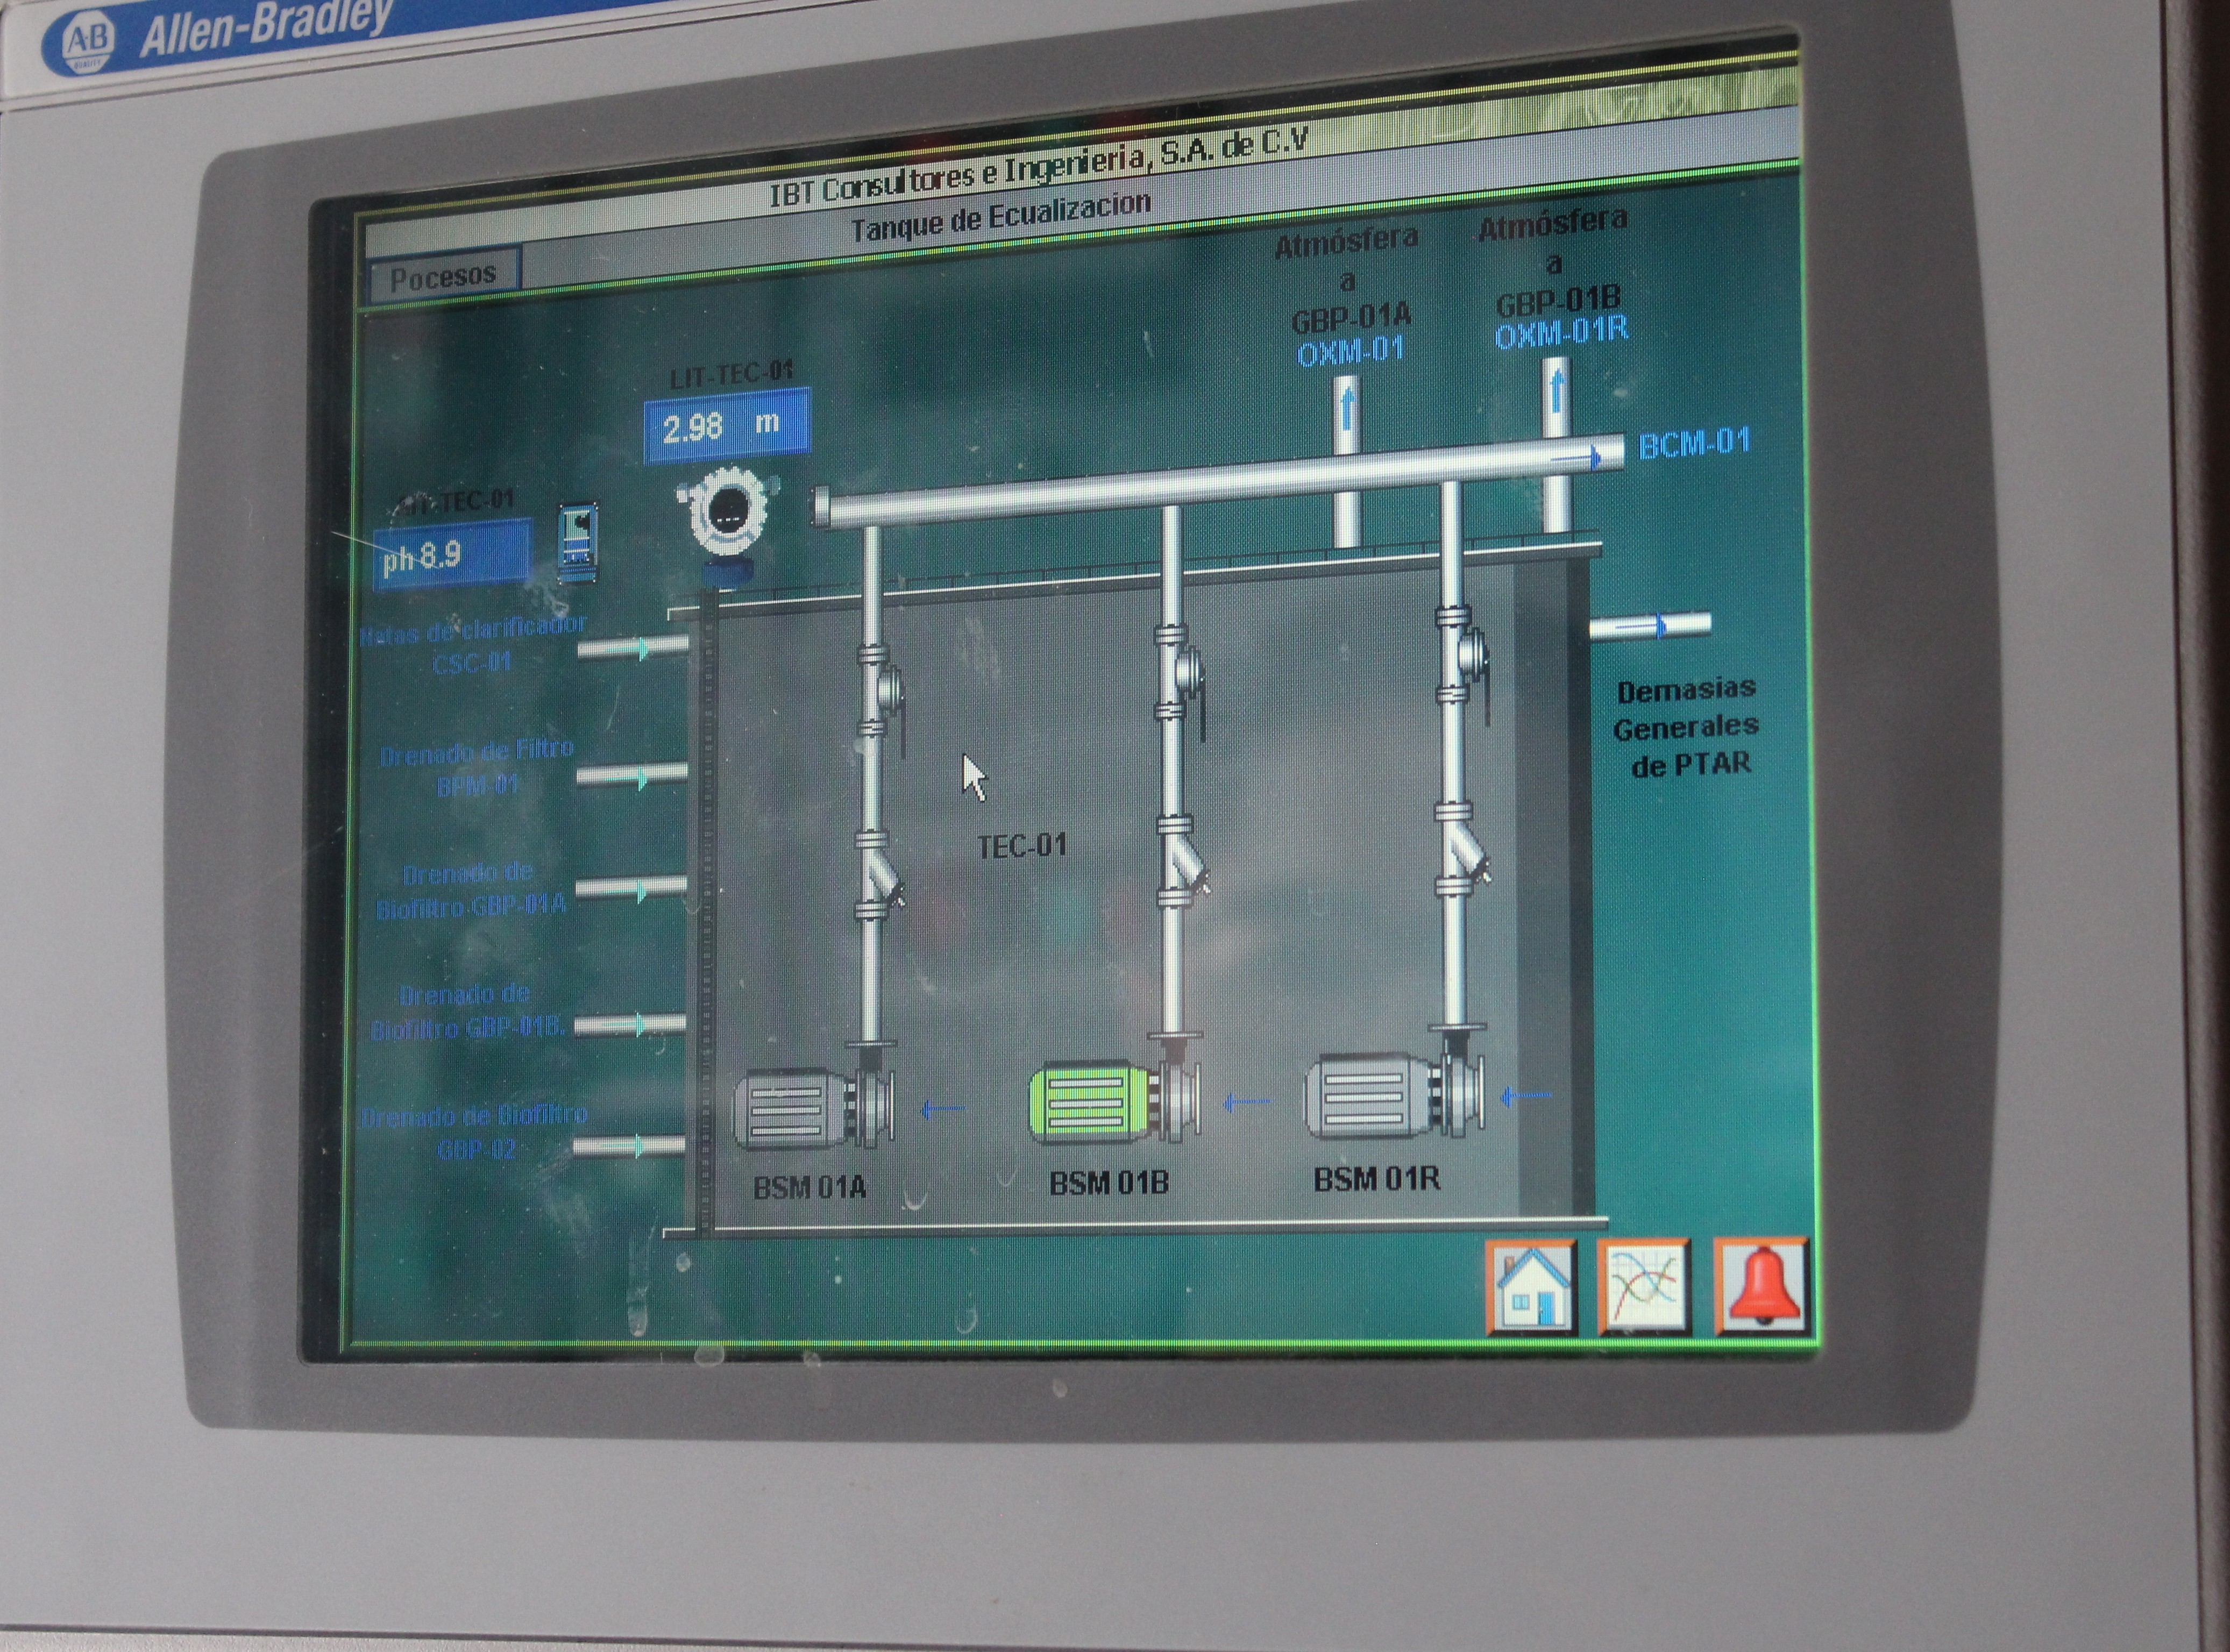 A-B
QUALITY
Allen-Bradley
IBT Consultores e Ingenieria, S.A. de C.V
Tanque de Ecualizacion
Pocesos
Atmósfera
a
GBP-01A
OXM-01
Atmósfera
a
GBP-01B
OXM-01R
LIT-TEC-01
2.98 m
BCM-01
ph 8.9
Natas de clarificador
CSC-01
Drenado de Filtro
BPM-01
Drenado de
Biofiltro GBP-01A
Drenado de
Biofiltro GBP-01B.
Drenado de Biofiltro
GBP-02
TEC-01
Demasias
Generales
de PTAR
BSM 01A
BSM 01B
BSM 01R